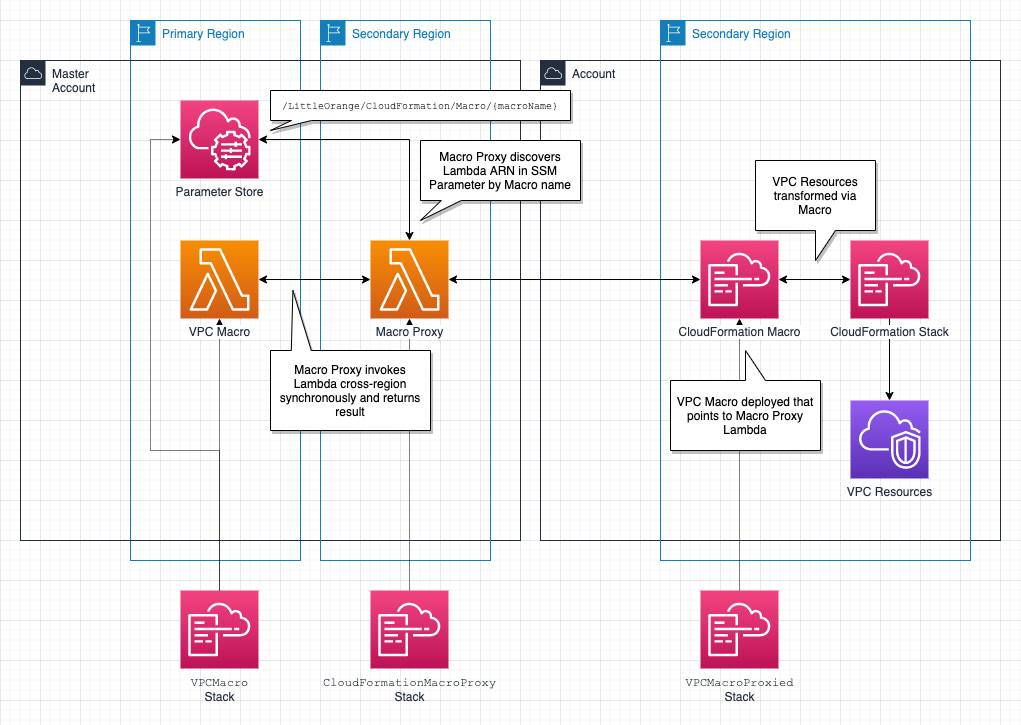 Primary Region
Secondary Region
Secondary Region
Master
Account
Account
/LittleOrange/CloudFormation/Macro/{macroName}
Parameter Store
Macro Proxy discovers
Lambda ARN in SSM
Parameter by Macro name
VPC Resources
transformed via
Macro
VPC Macro
Macro Proxy
CloudFormation Macro
CloudFormation Stack
Macro Proxy invokes
Lambda cross-region
synchronously and returns
result
VPC Macro deployed that
points to Macro Proxy
Lambda
VPC Resources
VPCMacro
Stack
CloudFormationMacroProxy
Stack
VPCMacroProxied
Stack